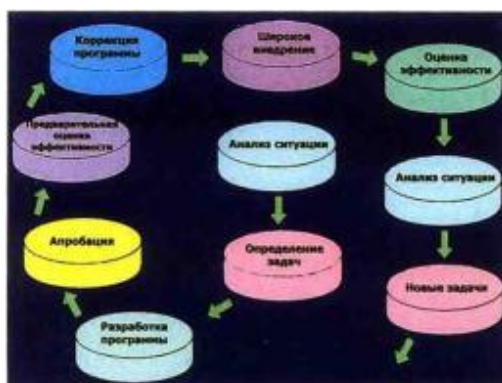 Коррекция
программы
Широкое
внедрение
Оценка
эффективности
Предварительная
оценка
эффективности
Анализ ситуации
Анализ ситуации
Апробация
Определение
задач
Новые задачи
Разработка
программы